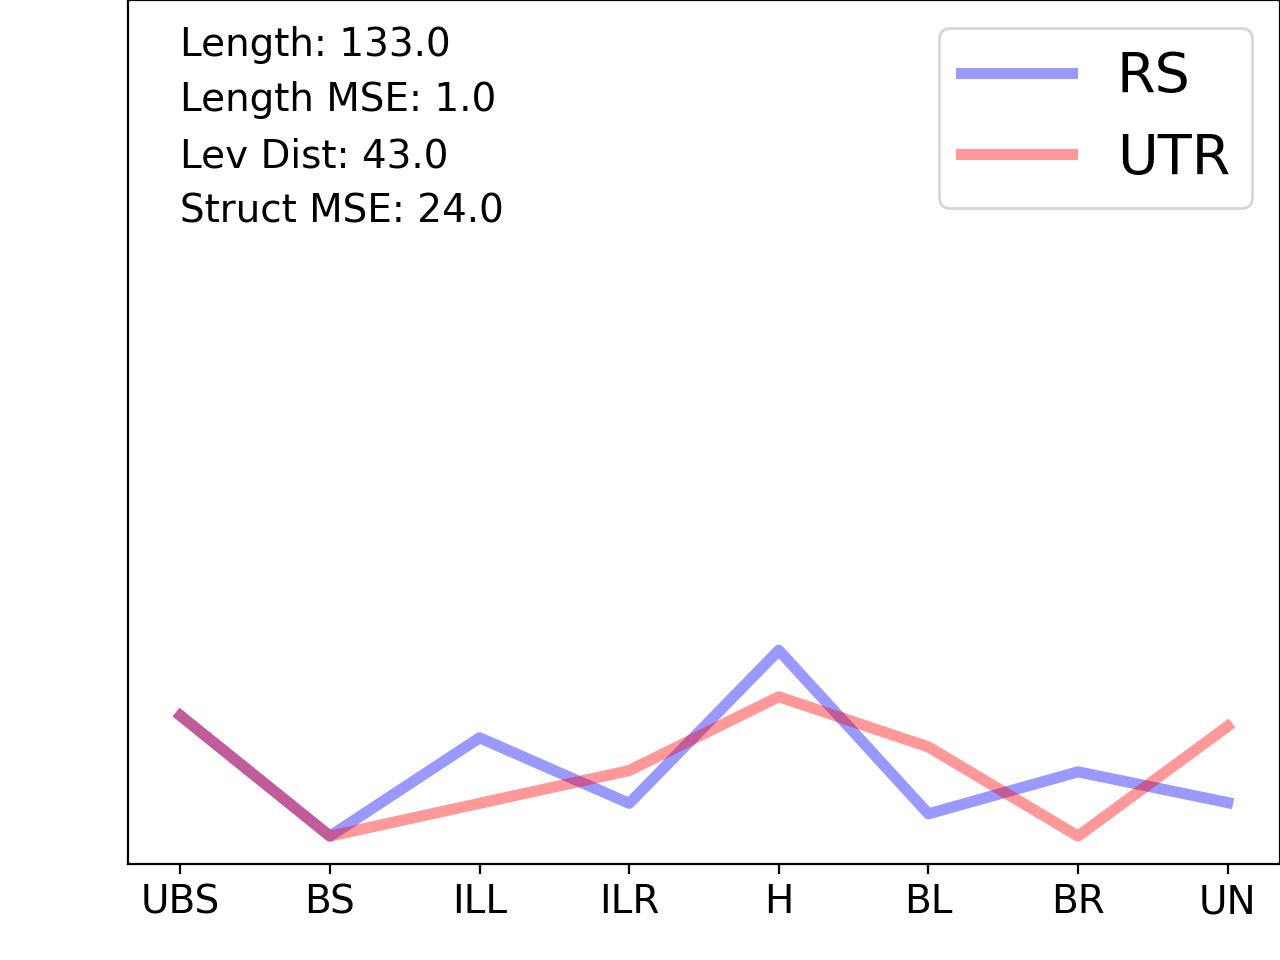 Length: 133.0
Length MSE: 1.0
Lev Dist: 43.0
Struct MSE: 24.0
RS
UTR
UBS BS ILL ILR H BL BR UN